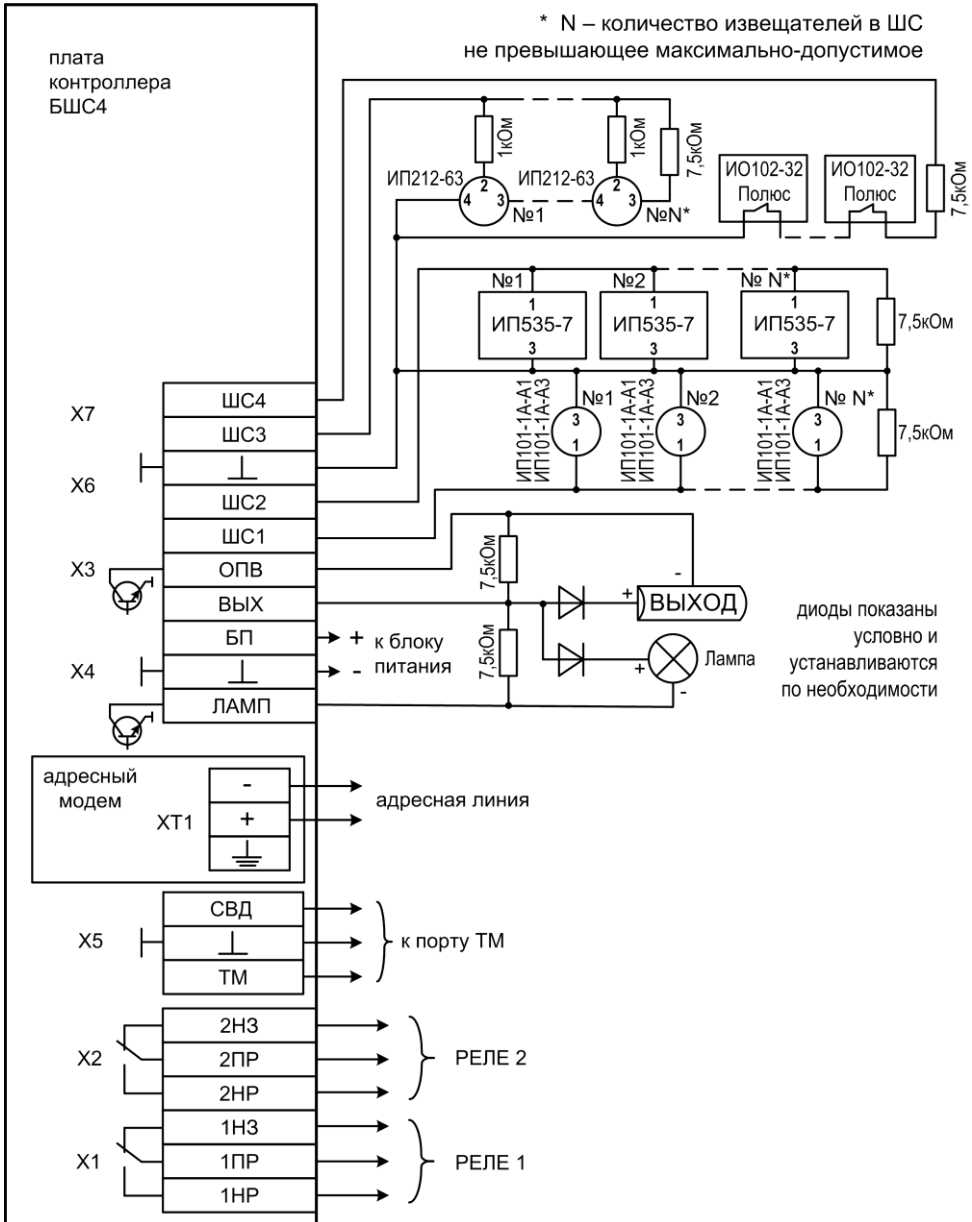 * N – количество извещателей в ШС
не превышающее максимально-допустимое
плата
контроллера
БШС4
1кОм
1кОм
7,5кОм
ИП212-63
2
4
3
№1
ИП212-63
2
4
3
№N*
ИО102-32
Полюс
ИО102-32
Полюс
7,5кОм
№1
1
ИП535-7
3
№2
1
ИП535-7
3
№ N*
1
ИП535-7
3
7,5кОм
ИП101-1А-А1
ИП101-1А-А3
№1
3
1
ИП101-1А-А1
ИП101-1А-А3
№2
3
1
ИП101-1А-А1
ИП101-1А-А3
№ N*
3
1
7,5кОм
X7
ШС4
ШС3
X6
ШС2
ШС1
X3
ОПВ
ВЫХ
БП
X4
ЛАМП
+ к блоку
- питания
7,5кОм
7,5кОм
-
+
ВЫХОД
+
-
Лампа
диоды показаны
условно и
устанавливаются
по необходимости
адресный
модем
XT1
-
+
адресная линия
X5
СВД
ТМ
к порту ТМ
X2
2НЗ
2ПР
2НР
РЕЛЕ 2
X1
1НЗ
1ПР
1НР
РЕЛЕ 1